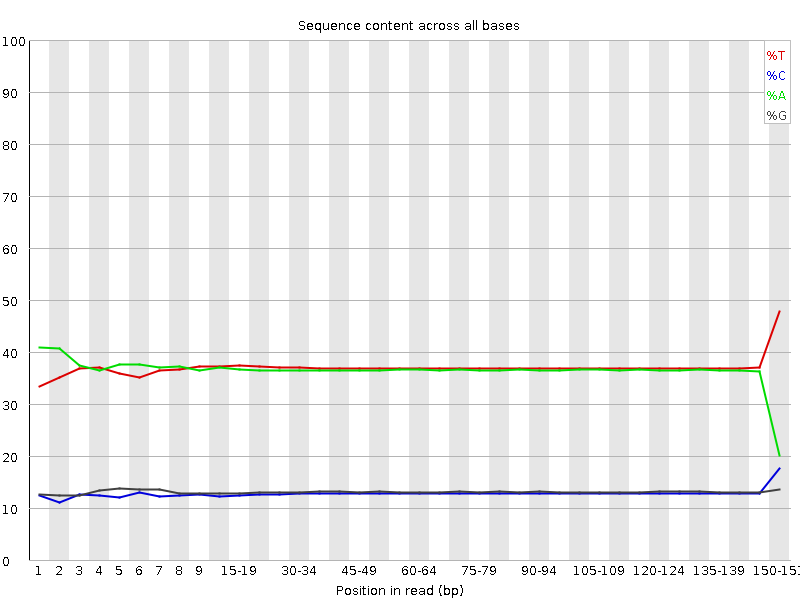 Sequence content across all bases
100
90
80
70
60
50
40
30
20
10
0
%T
%C
%A
%G
1 2 3 4 5 6 7 8 9 15-19 30-34 45-49 60-64 75-79 90-94 105-109 120-124 135-139 150-151
Position in read (bp)